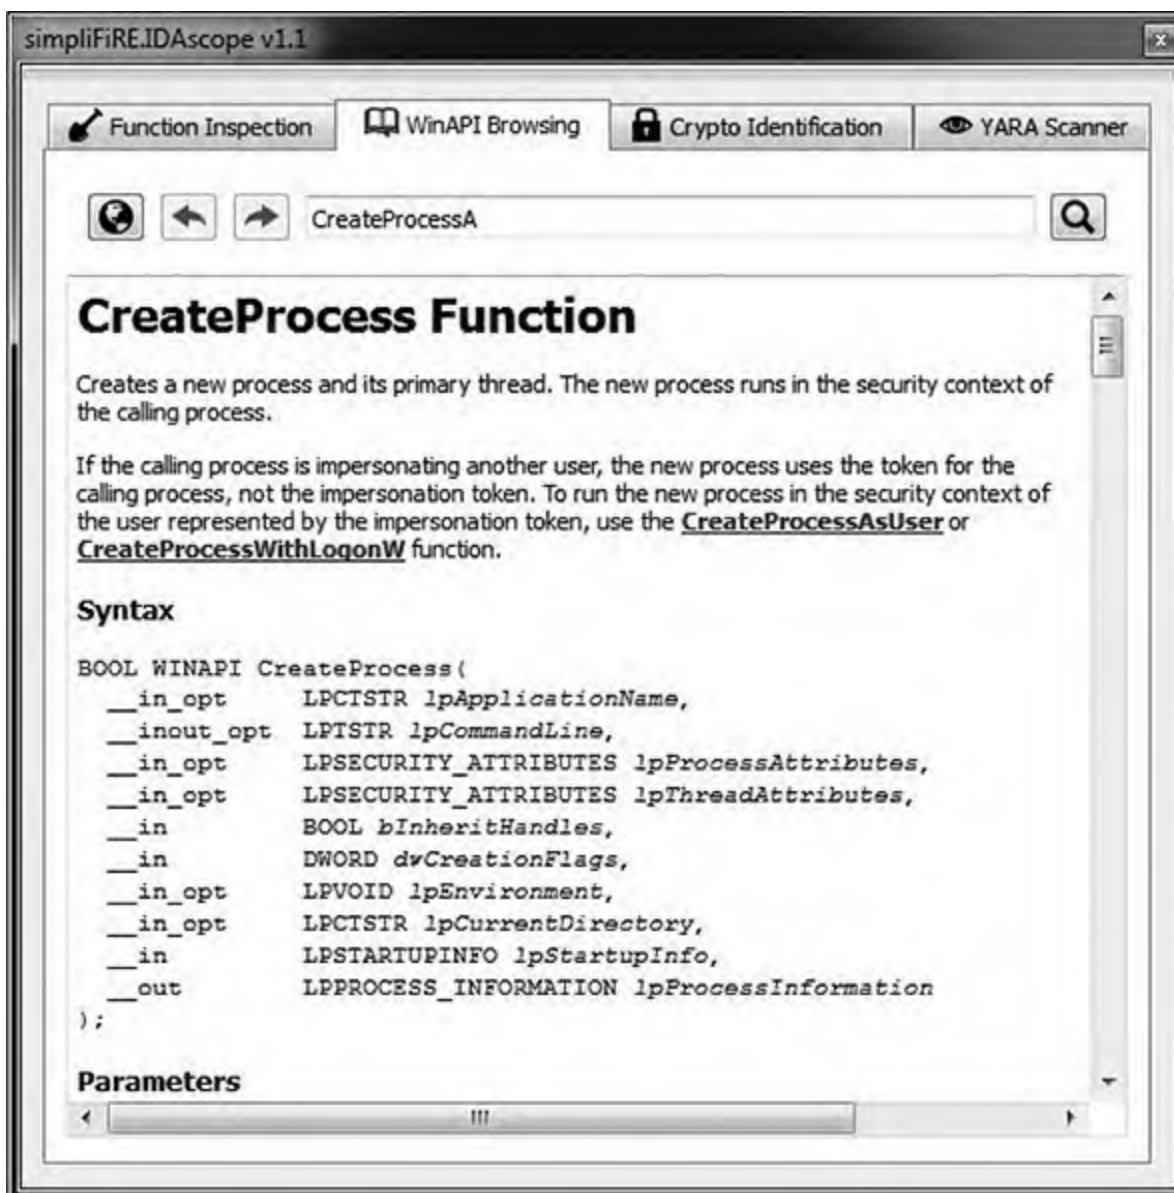 simpliFiRE.IDAscope v1.1
Function Inspection
WinAPI Browsing
Crypto Identification
YARA Scanner
CreateProcessA
CreateProcess Function
Creates a new process and its primary thread. The new process runs in the security context of
the calling process.
If the calling process is impersonating another user, the new process uses the token for the
calling process, not the impersonation token. To run the new process in the security context of
the user represented by the impersonation token, use the CreateProcessAsUser or
CreateProcessWithLogonW function.
Syntax
BOOL WINAPI CreateProcess(
__in_opt LPCTSTR lpApplicationName,
__inout_opt LPTSTR lpCommandLine,
__in_opt LPSECURITY_ATTRIBUTES lpProcessAttributes,
__in_opt LPSECURITY_ATTRIBUTES lpThreadAttributes,
__in BOOL bInheritHandles,
__in DWORD dwCreationFlags,
__in_opt LPVOID lpEnvironment,
__in_opt LPCTSTR lpCurrentDirectory,
__in LPSTARTUPINFO lpStartupInfo,
__out LPPROCESS_INFORMATION lpProcessInformation
);
Parameters